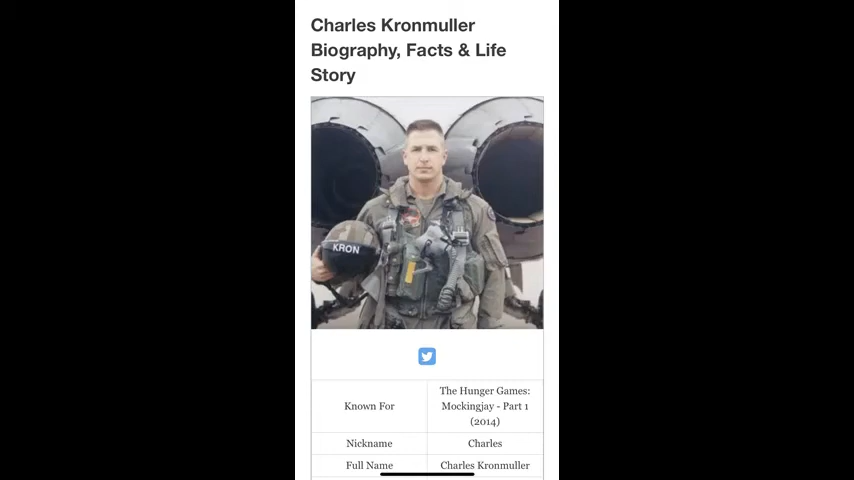 Charles Kronmuller
Biography, Facts & Life
Story
KRON
The Hunger Games:
Known For Mockingjay - Part 1
(2014)
Nickname Charles
Full Name Charles Kronmuller